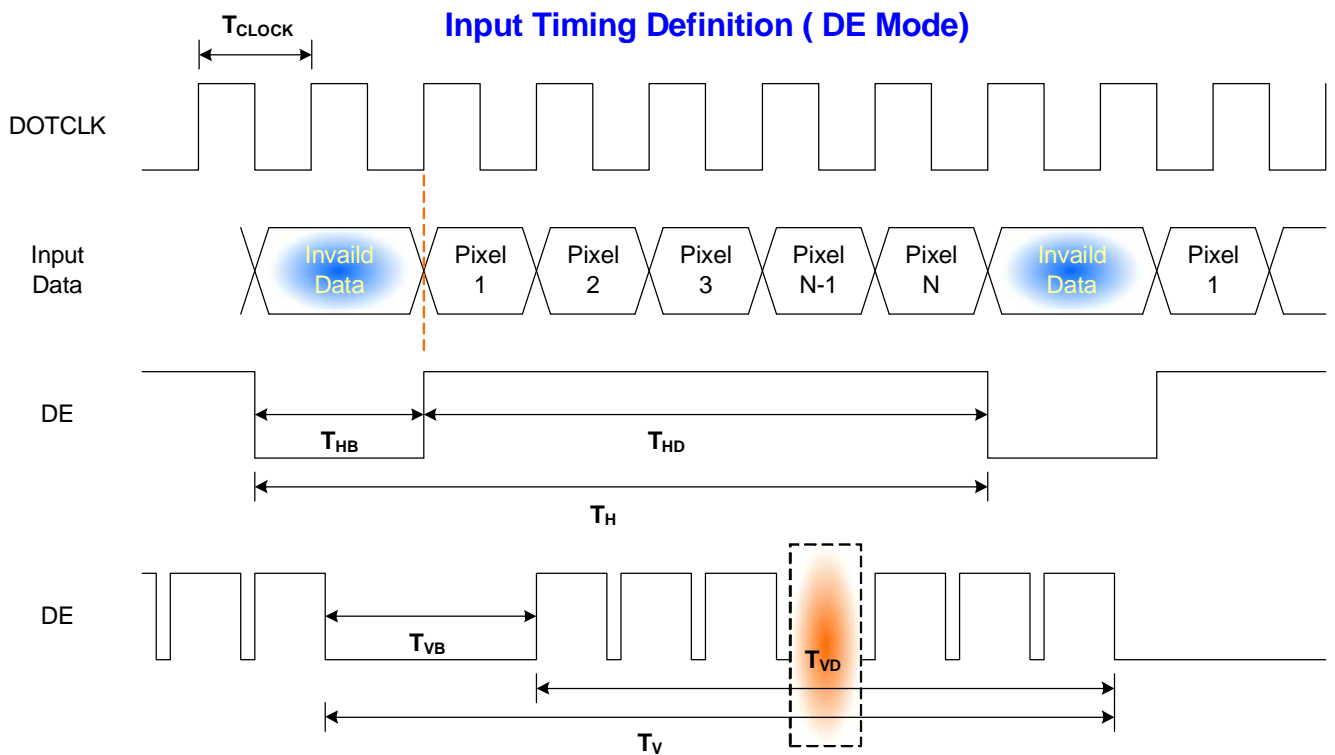 Input Timing Definition ( DE Mode)
TCLOCK
DOTCLK
Input
Data
Invaild
Data
Pixel
1
Pixel
2
Pixel
3
Pixel
N-1
Pixel
N
Invaild
Data
Pixel
1
DE
THB
THD
TH
DE
TVB
TVD
TV